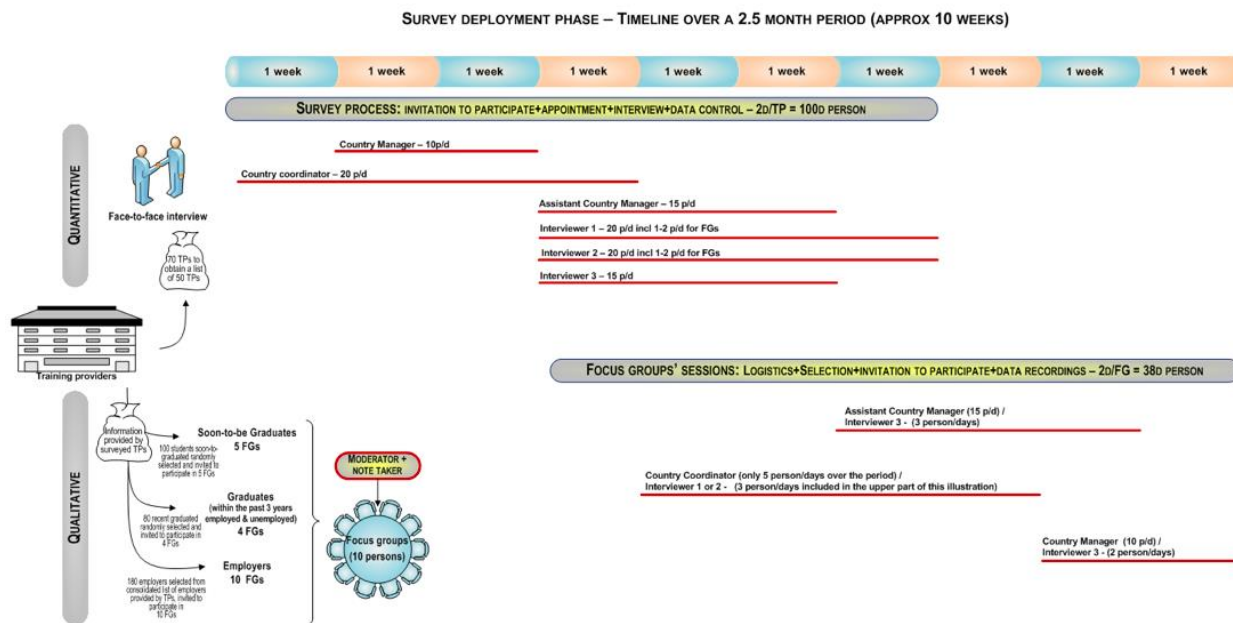 SURVEY DEPLOYMENT PHASE – TIMELINE OVER A 2.5 MONTH PERIOD (APPROX 10 WEEKS)
1 week 1 week 1 week 1 week 1 week 1 week 1 week 1 week 1 week 1 week
SURVEY PROCESS: INVITATION TO PARTICIPATE+APPOINTMENT+INTERVIEW+DATA CONTROL – 2D/TP = 100D PERSON
QUANTITATIVE
Face-to-face interview
70 TPs to
obtain a list
of 50 TPs
Country Manager – 10p/d
Country coordinator – 20 p/d
Assistant Country Manager – 15 p/d
Interviewer 1 – 20 p/d incl 1-2 p/d for FGs
Interviewer 2 – 20 p/d incl 1-2 p/d for FGs
Interviewer 3 – 15 p/d
Training providers
FOCUS GROUPS' SESSIONS: LOGISTICS+SELECTION+INVITATION TO PARTICIPATE+DATA RECORDINGS – 2D/FG = 38D PERSON
QUALITATIVE
Information
provided by
surveyed TPs
Soon-to-be Graduates
5 FGs
100 students soon-to-
graduated randomly
selected and invited to
participate in 5 FGs
Graduates
(within the past 3 years
employed & unemployed)
4 FGs
80 recent graduated
randomly selected and
invited to participate in
4 FGs
Employers
10 FGs
180 employers selected from
consolidated list of employers
provided by TPs, invited to
participate in
10 FGs
MODERATOR +
NOTE TAKER
Focus groups
(10 persons)
Assistant Country Manager (15 p/d) /
Interviewer 3 - (3 person/days)
Country Coordinator (only 5 person/days over the period) /
Interviewer 1 or 2 - (3 person/days included in the upper part of this illustration)
Country Manager (10 p/d) /
Interviewer 3 - (2 person/days)